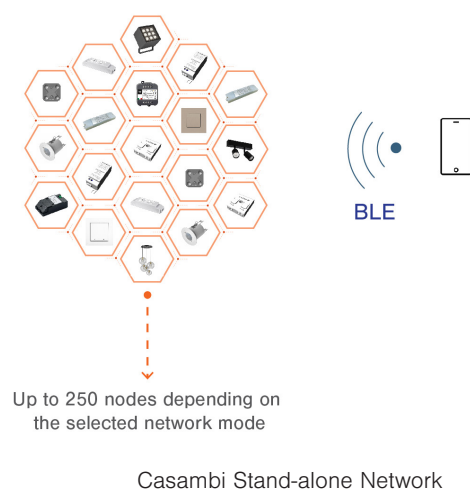 BLE
Up to 250 nodes depending on
the selected network mode
Casambi Stand-alone Network